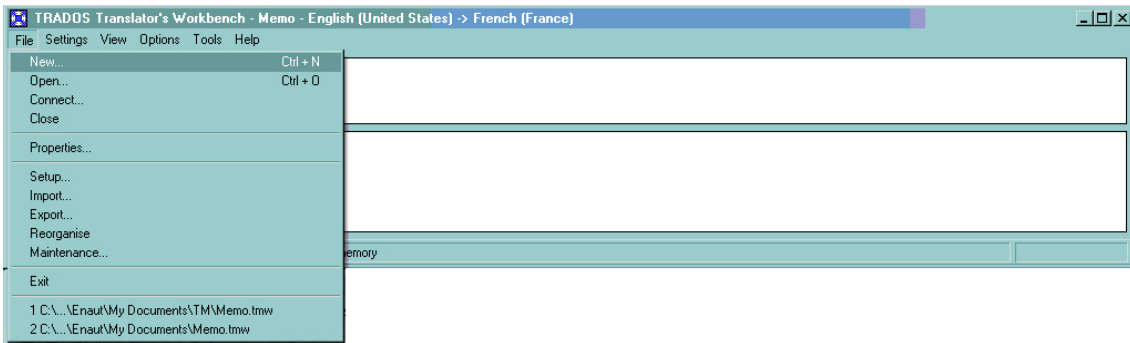 TRADOS Translator's Workbench - Memo - English (United States) -> French (France)
File Settings View Options Tools Help
New... Ctrl + N
Open... Ctrl + O
Connect...
Close
Properties...
Setup...
Import...
Export...
Reorganise
Maintenance...
emory
Exit
1 C:\...\Enaut\My Documents\TM\Memo.tmw
2 C:\...\Enaut\My Documents\Memo.tmw